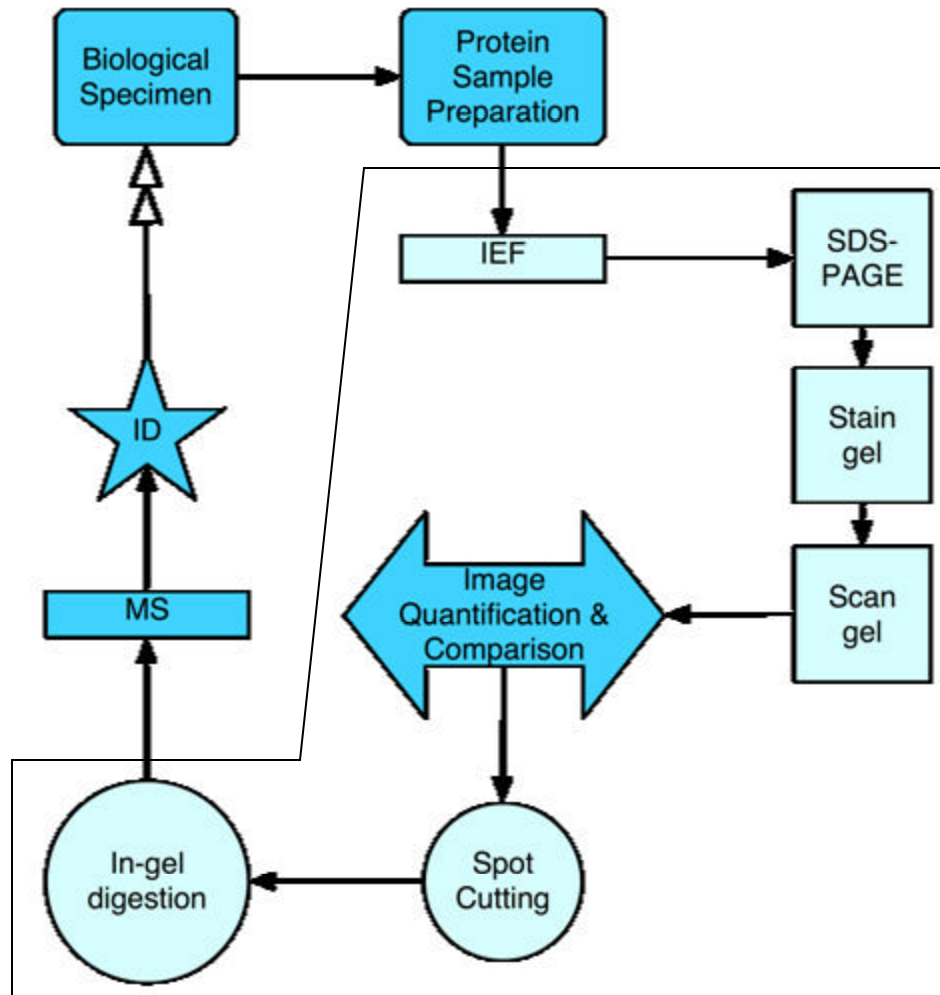 Biological
Specimen
Protein
Sample
Preparation
IEF
SDS-
PAGE
Stain
gel
Scan
gel
Image
Quantification &
Comparison
Spot
Cutting
In-gel
digestion
MS
ID